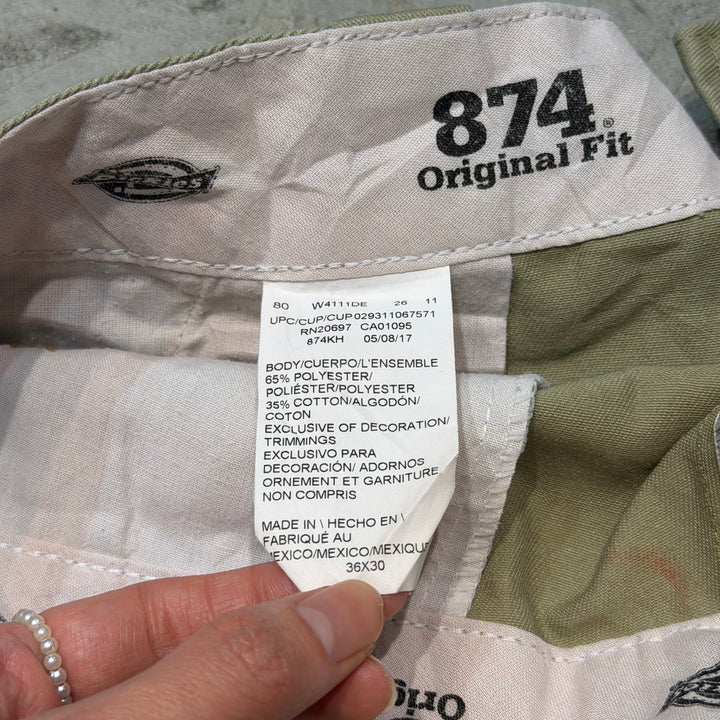 874®
Original Fit
80 W4111DE 26 11
UPC/CUP/CUP029311067571
RN20697 CA01095
874KH 05/08/17
BODY/CUERPO/L'ENSEMBLE
65% POLYESTER/
POLIÉSTER/POLYESTER
35% COTTON/ALGODÓN/
COTON
EXCLUSIVE OF DECORATION/
TRIMMINGS
EXCLUSIVO PARA
DECORACIÓN/ ADORNOS
ORNEMENT ET GARNITURE
NON COMPRIS
MADE IN \ HECHO EN \
FABRIQUÉ AU
MEXICO/MEXICO/MEXIQUE
36X30
874
Orig